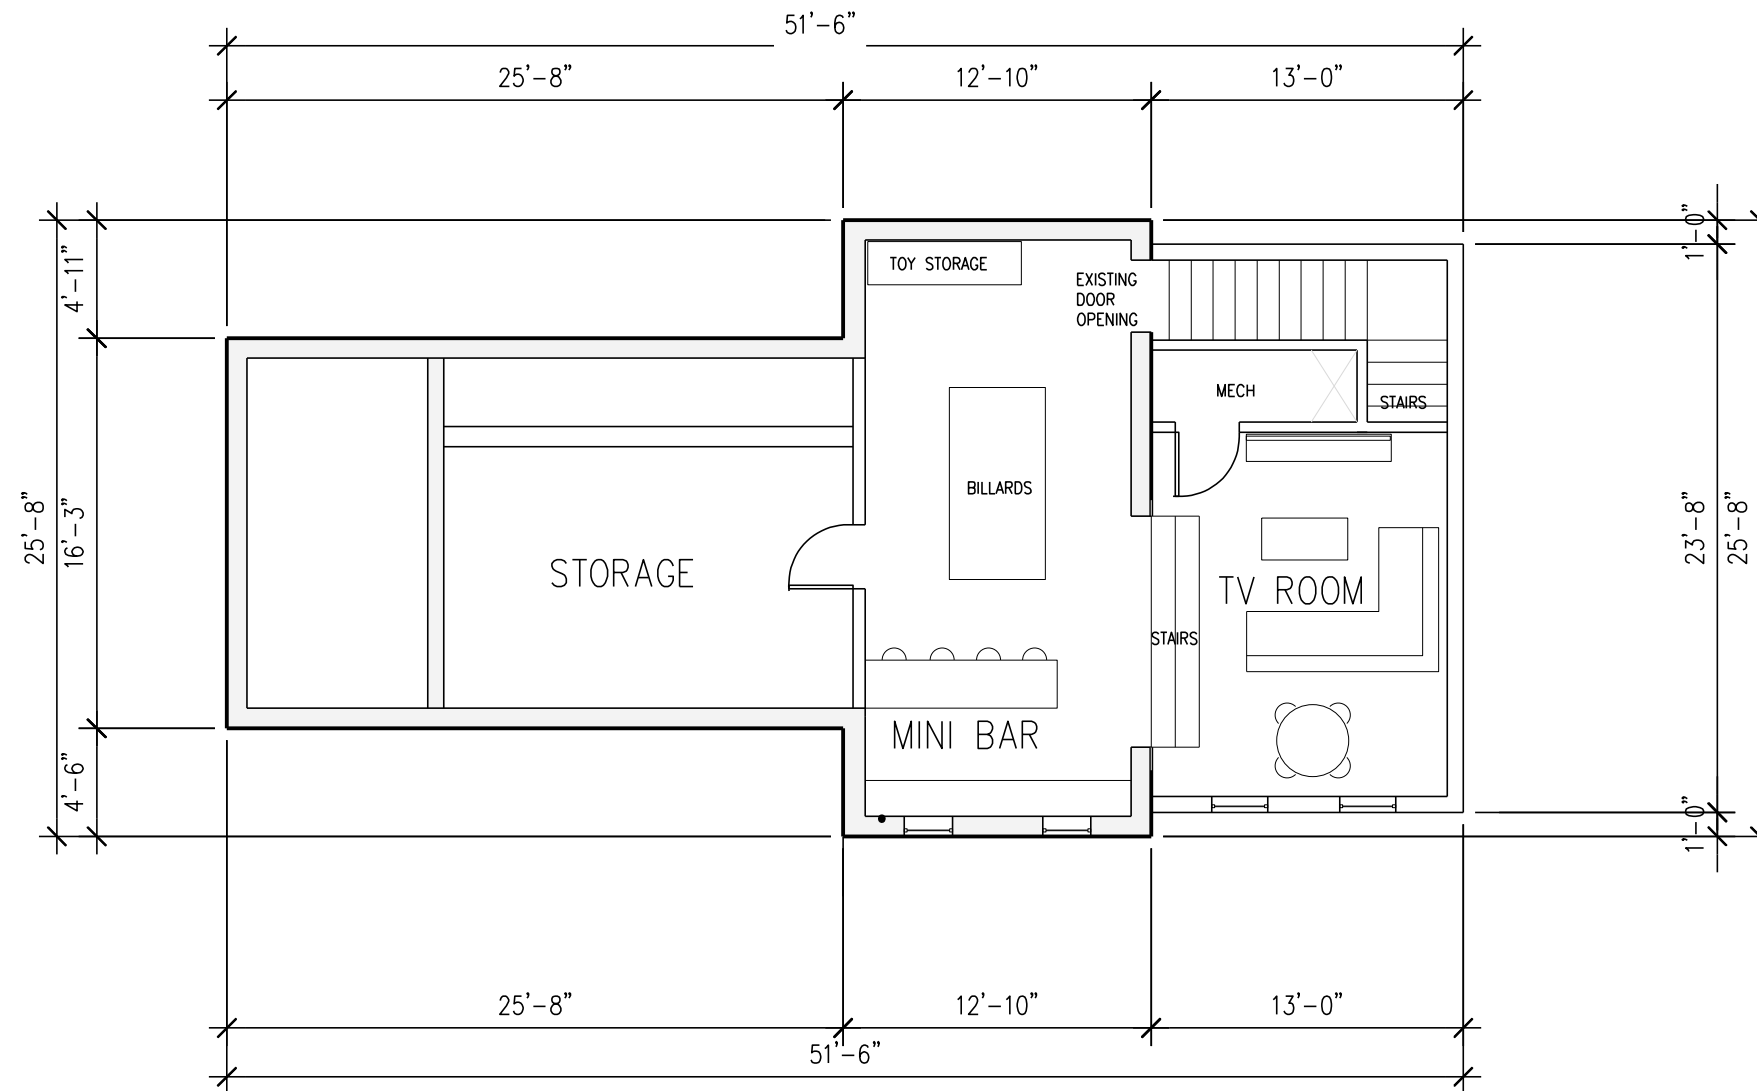 51'-6"
25'-8"
12'-10"
13'-0"
4'-11"
1'-0"
TOY STORAGE
EXISTING
DOOR
OPENING
MECH
STAIRS
25'-8"
16'-3"
BILLARDS
23'-8"
25'-8"
STORAGE
TV ROOM
STAIRS
MINI BAR
4'-6"
1'-0"
25'-8"
12'-10"
13'-0"
51'-6"